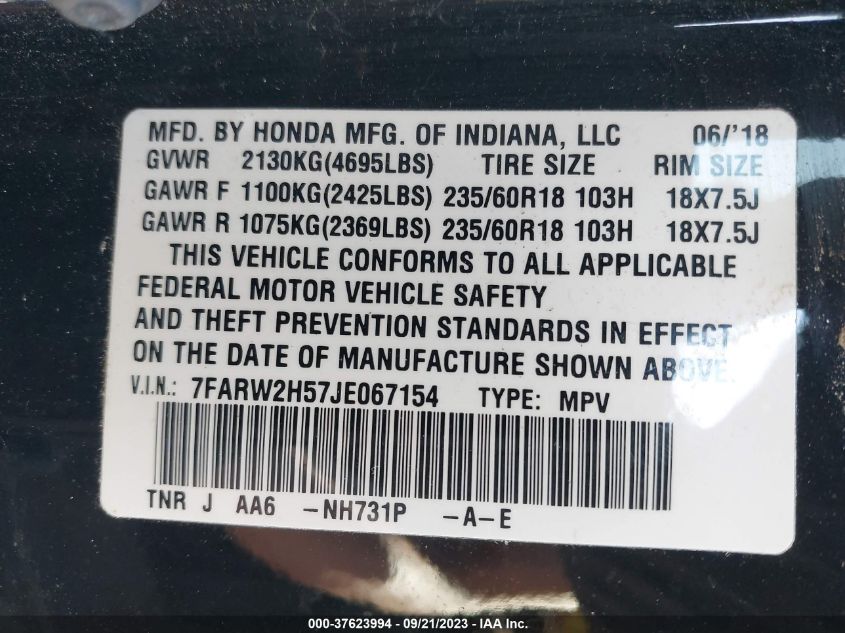 MFD. BY HONDA MFG. OF INDIANA, LLC 06/'18
GVWR 2130KG(4695LBS) TIRE SIZE RIM SIZE
GAWR F 1100KG(2425LBS) 235/60R18 103H 18X7.5J
GAWR R 1075KG(2369LBS) 235/60R18 103H 18X7.5J
THIS VEHICLE CONFORMS TO ALL APPLICABLE
FEDERAL MOTOR VEHICLE SAFETY
AND THEFT PREVENTION STANDARDS IN EFFECT
ON THE DATE OF MANUFACTURE SHOWN ABOVE.
V.I.N.: 7FARW2H57JE067154 TYPE: MPV
TNR J AA6 -NH731P -A-E
000-37623994 - 09/21/2023 - IAA Inc.